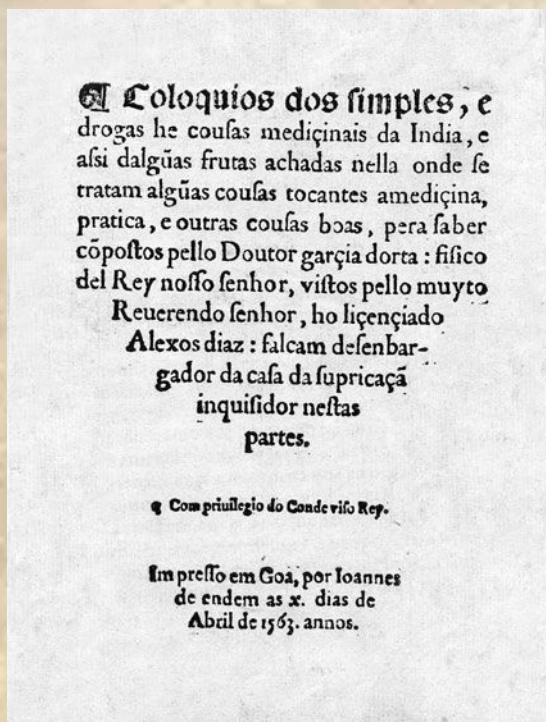 ¶ Coloquios dos ſimples, e
drogas he couſas mediçinais da India, e
aſsi dalgũas frutas achadas nella onde ſe
tratam algũas couſas tocantes amediçina,
pratica, e outras couſas boas, pera ſaber
cõpoſtos pello Doutor garçia dorta : fiſico
del Rey noſſo ſenhor, viſtos pello muyto
Reuerendo ſenhor, ho liçençiado
Alexos diaz : falcam deſenbar-
gador da caſa da ſupricaçã
inquiſidor neſtas
partes.
¶ Com priuilegio do Conde viſo Rey.
Impreſſo em Goa, por Ioannes
de endem as x. dias de
Abril de 1563. annos.